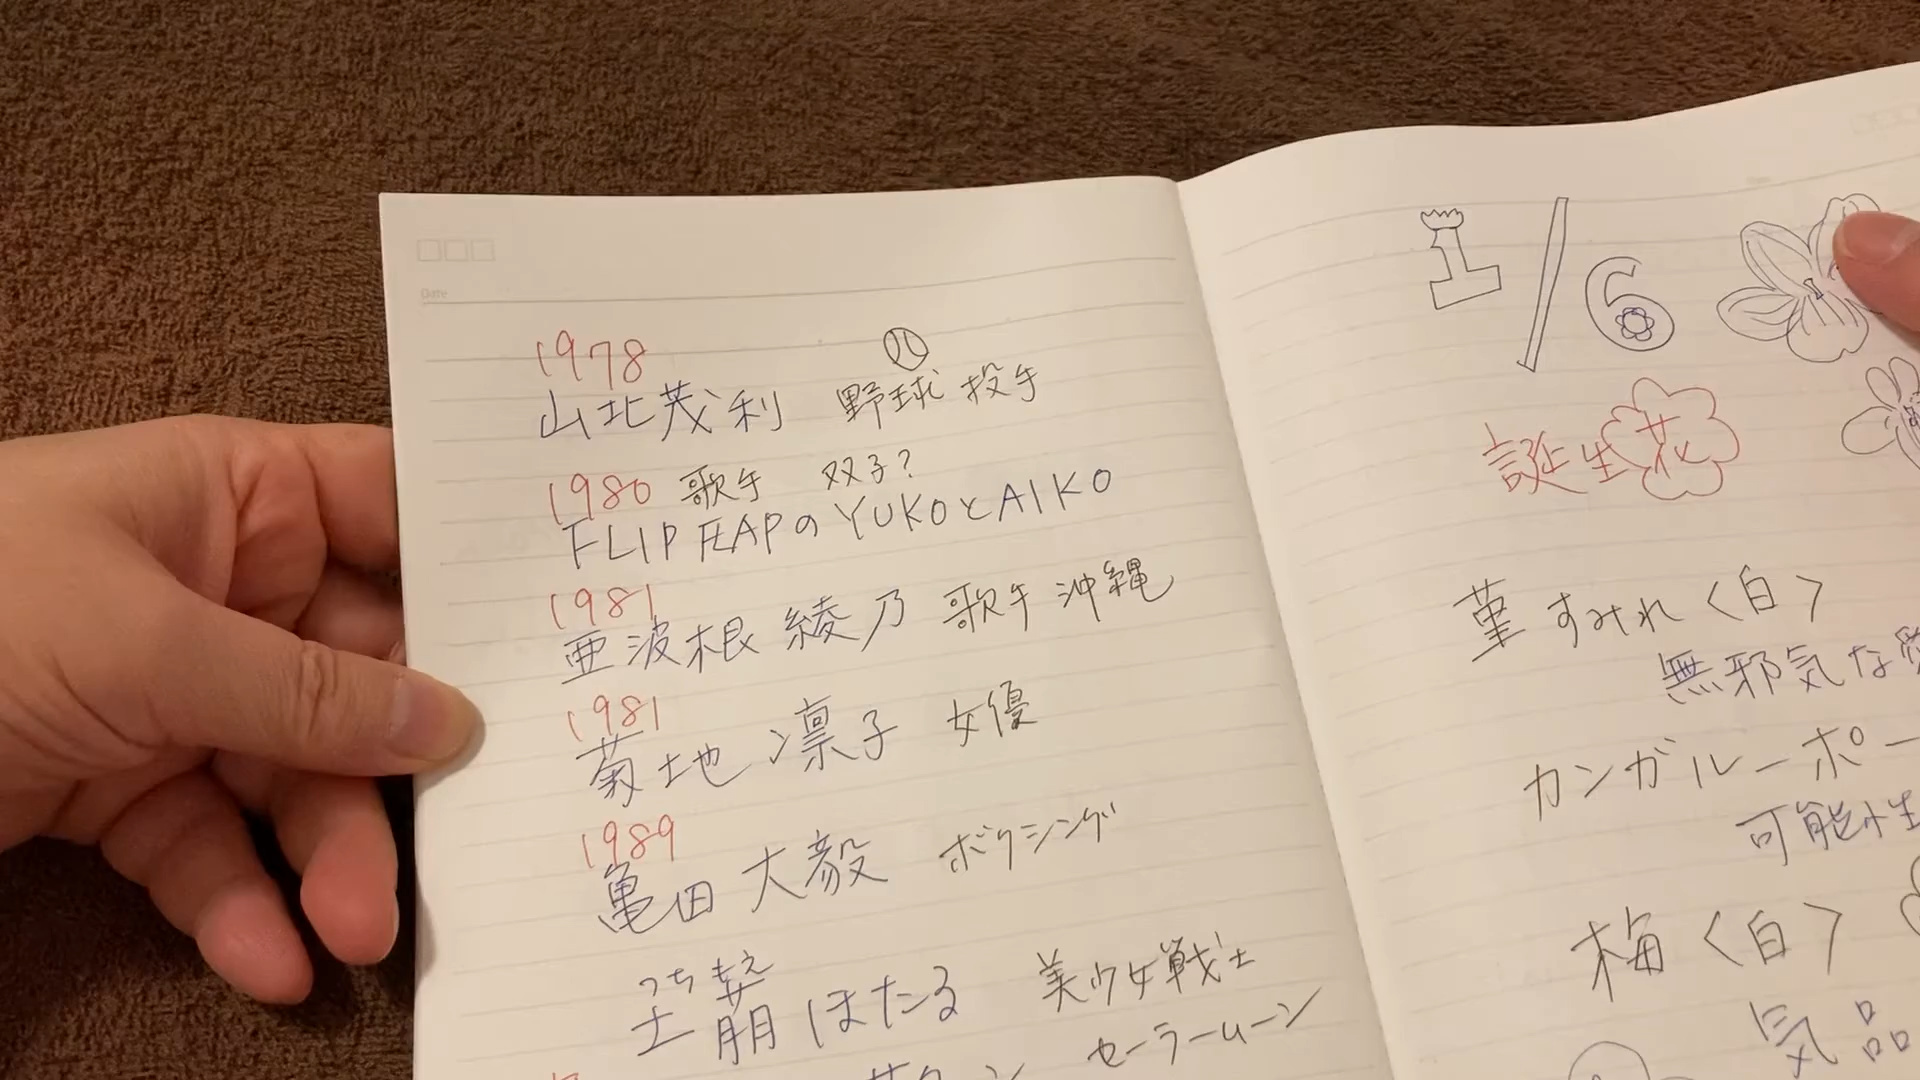 Date
1978
山北茂利 野球 投手
1980 歌手 双子?
FLIP FLAPのYUKOとAIKO
1981
亜波根綾乃 歌手 沖縄
1981
菊地凛子 女優
1989
亀田大毅 ボクシング
つち もえ
土萠ほたる 美少女戦士
セーラームーン
1/6
誕生花
菫 すみれ〈白〉
無邪気な愛
カンガルーポー
可能性
梅〈白〉
気品